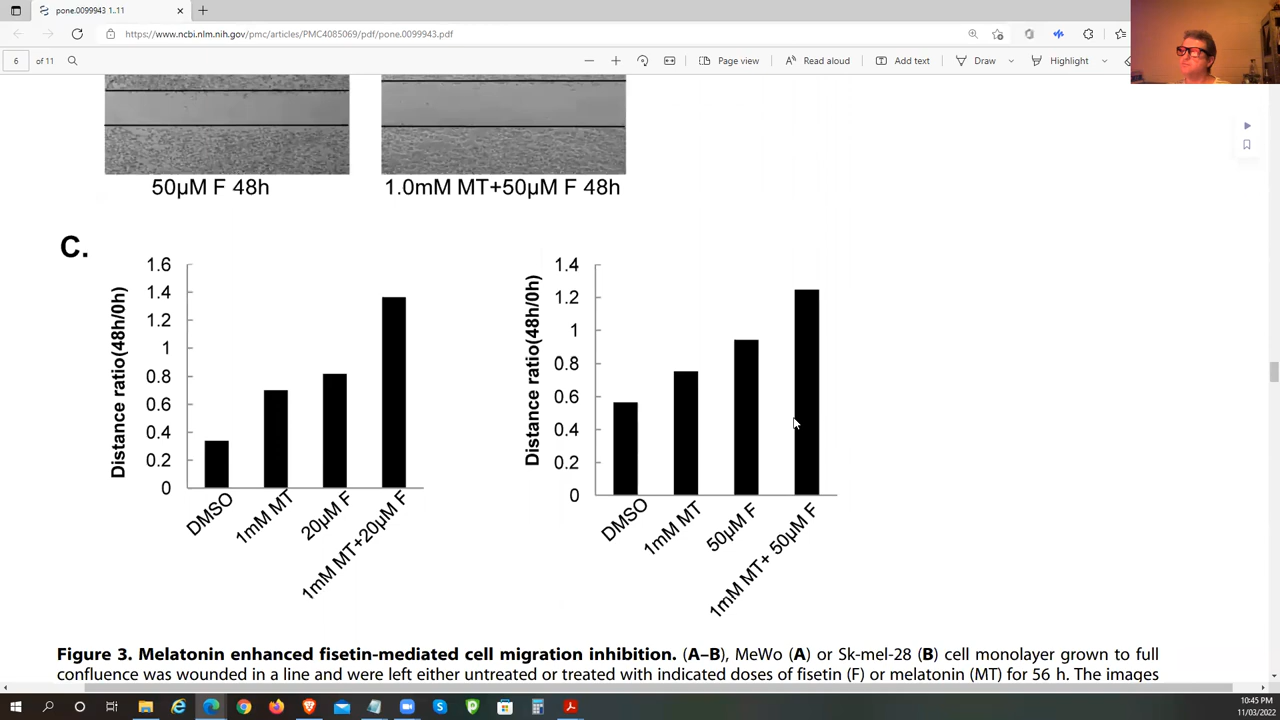 pone.0099943 1..11
https://www.ncbi.nlm.nih.gov/pmc/articles/PMC4085069/pdf/pone.0099943.pdf
6 of 11
Page view
Read aloud
Add text
Draw
Highlight
50µM F 48h
1.0mM MT+50µM F 48h
C.
Distance ratio(48h/0h)
1.6
1.4
1.2
1
0.8
0.6
0.4
0.2
0
DMSO
1mM MT
20µM F
1mM MT+20µM F
Distance ratio(48h/0h)
1.4
1.2
1
0.8
0.6
0.4
0.2
0
DMSO
1mM MT
50µM F
1mM MT+ 50µM F
Figure 3. Melatonin enhanced fisetin-mediated cell migration inhibition. (A–B), MeWo (A) or Sk-mel-28 (B) cell monolayer grown to full
confluence was wounded in a line and were left either untreated or treated with indicated doses of fisetin (F) or melatonin (MT) for 56 h. The images
10:45 PM
11/03/2022